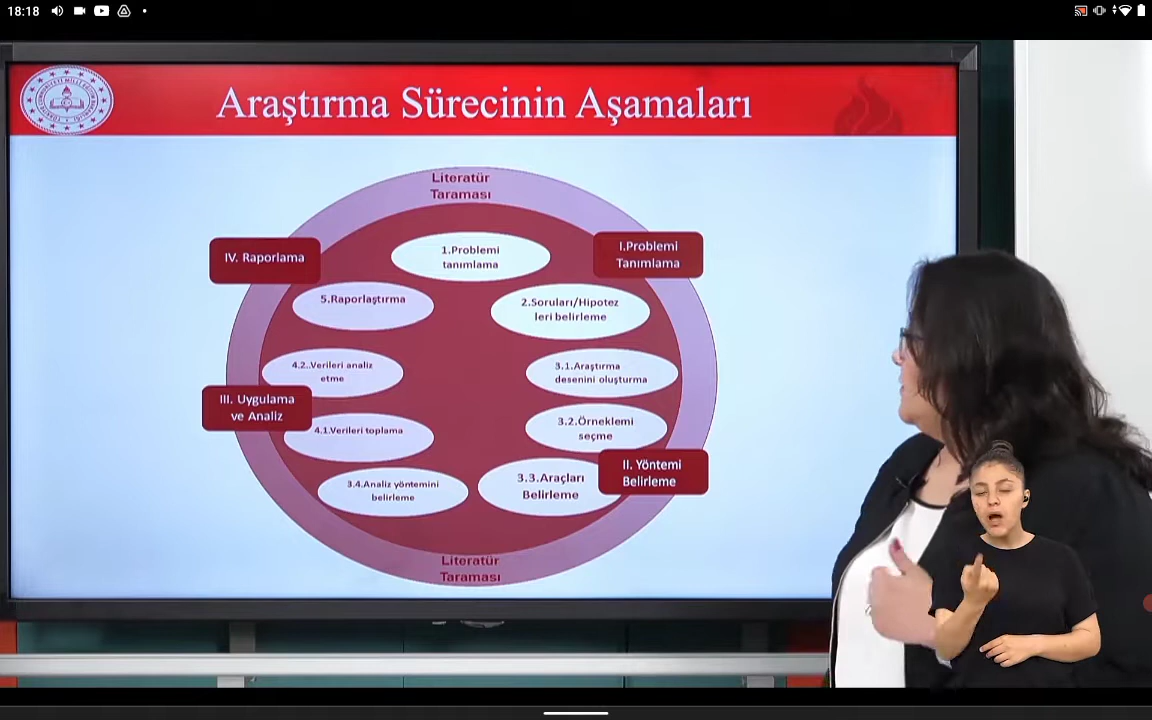 18:18
Araştırma Sürecinin Aşamaları
Literatür
Taraması
IV. Raporlama
1.Problemi
tanımlama
I.Problemi
Tanımlama
5.Raporlaştırma
2.Soruları/Hipotez
leri belirleme
4.2..Verileri analiz
etme
3.1.Araştırma
desenini oluşturma
III. Uygulama
ve Analiz
4.1.Verileri toplama
3.2.Örneklemi
seçme
3.4.Analiz yöntemini
belirleme
3.3.Araçları
Belirleme
II. Yöntemi
Belirleme
Literatür
Taraması